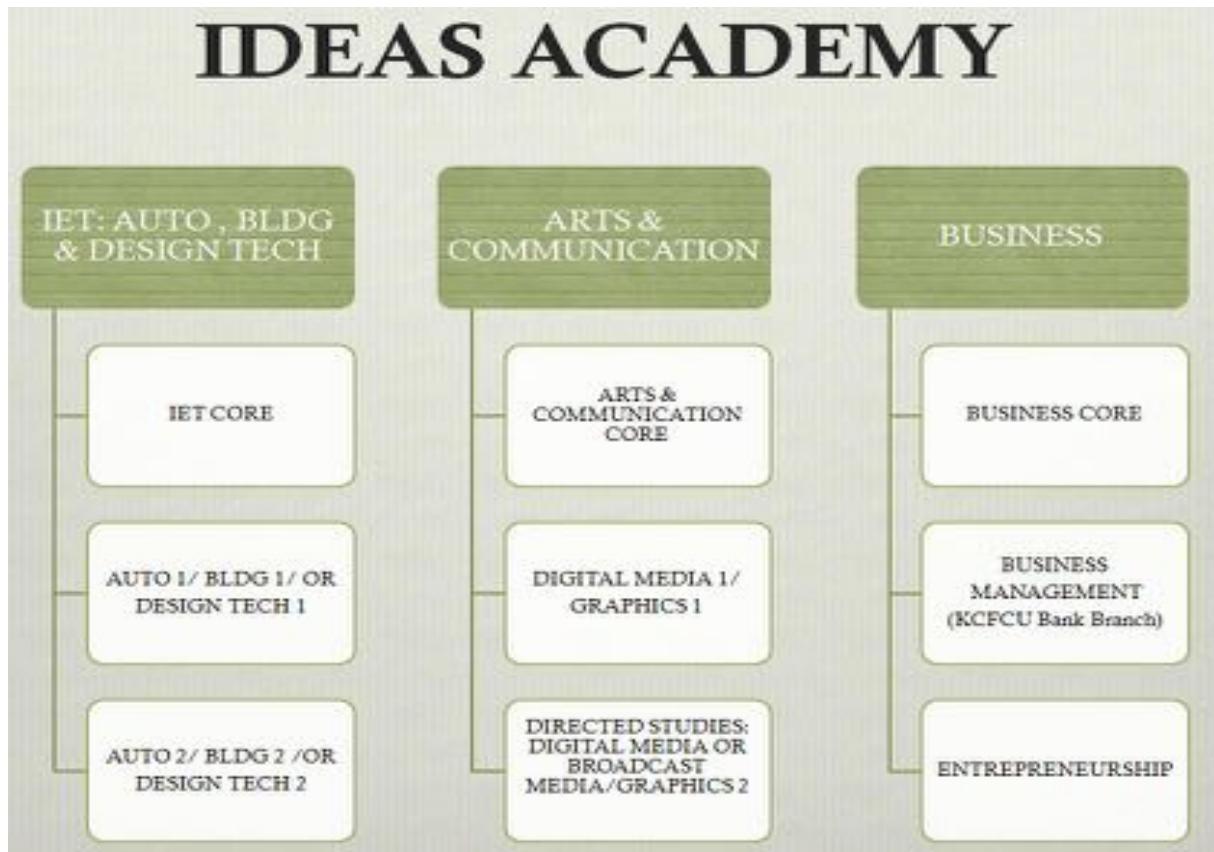 IDEAS ACADEMY
IET: AUTO , BLDG
& DESIGN TECH
IET CORE
AUTO 1/ BLDG 1/ OR
DESIGN TECH 1
AUTO 2/ BLDG 2 /OR
DESIGN TECH 2
ARTS &
COMMUNICATION
ARTS &
COMMUNICATION
CORE
DIGITAL MEDIA 1/
GRAPHICS 1
DIRECTED STUDIES:
DIGITAL MEDIA OR
BROADCAST
MEDIA/GRAPHICS 2
BUSINESS
BUSINESS CORE
BUSINESS
MANAGEMENT
(KCFCU Bank Branch)
ENTREPRENEURSHIP